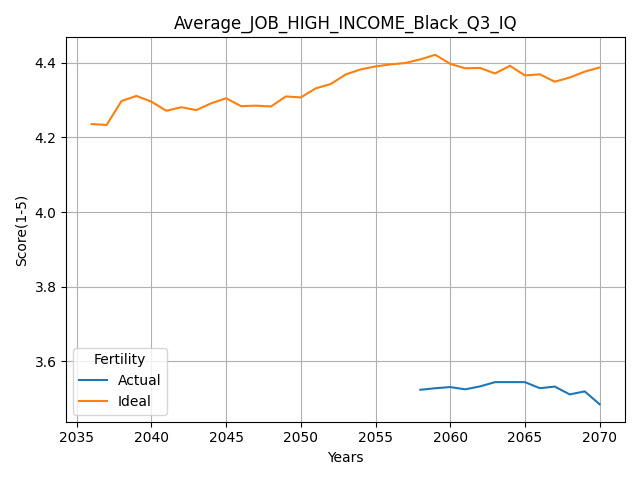 Average_JOB_HIGH_INCOME_Black_Q3_IQ
4.4
4.2
4.0
3.8
3.6
Score(1-5)
Fertility
Actual
Ideal
2035 2040 2045 2050 2055 2060 2065 2070
Years